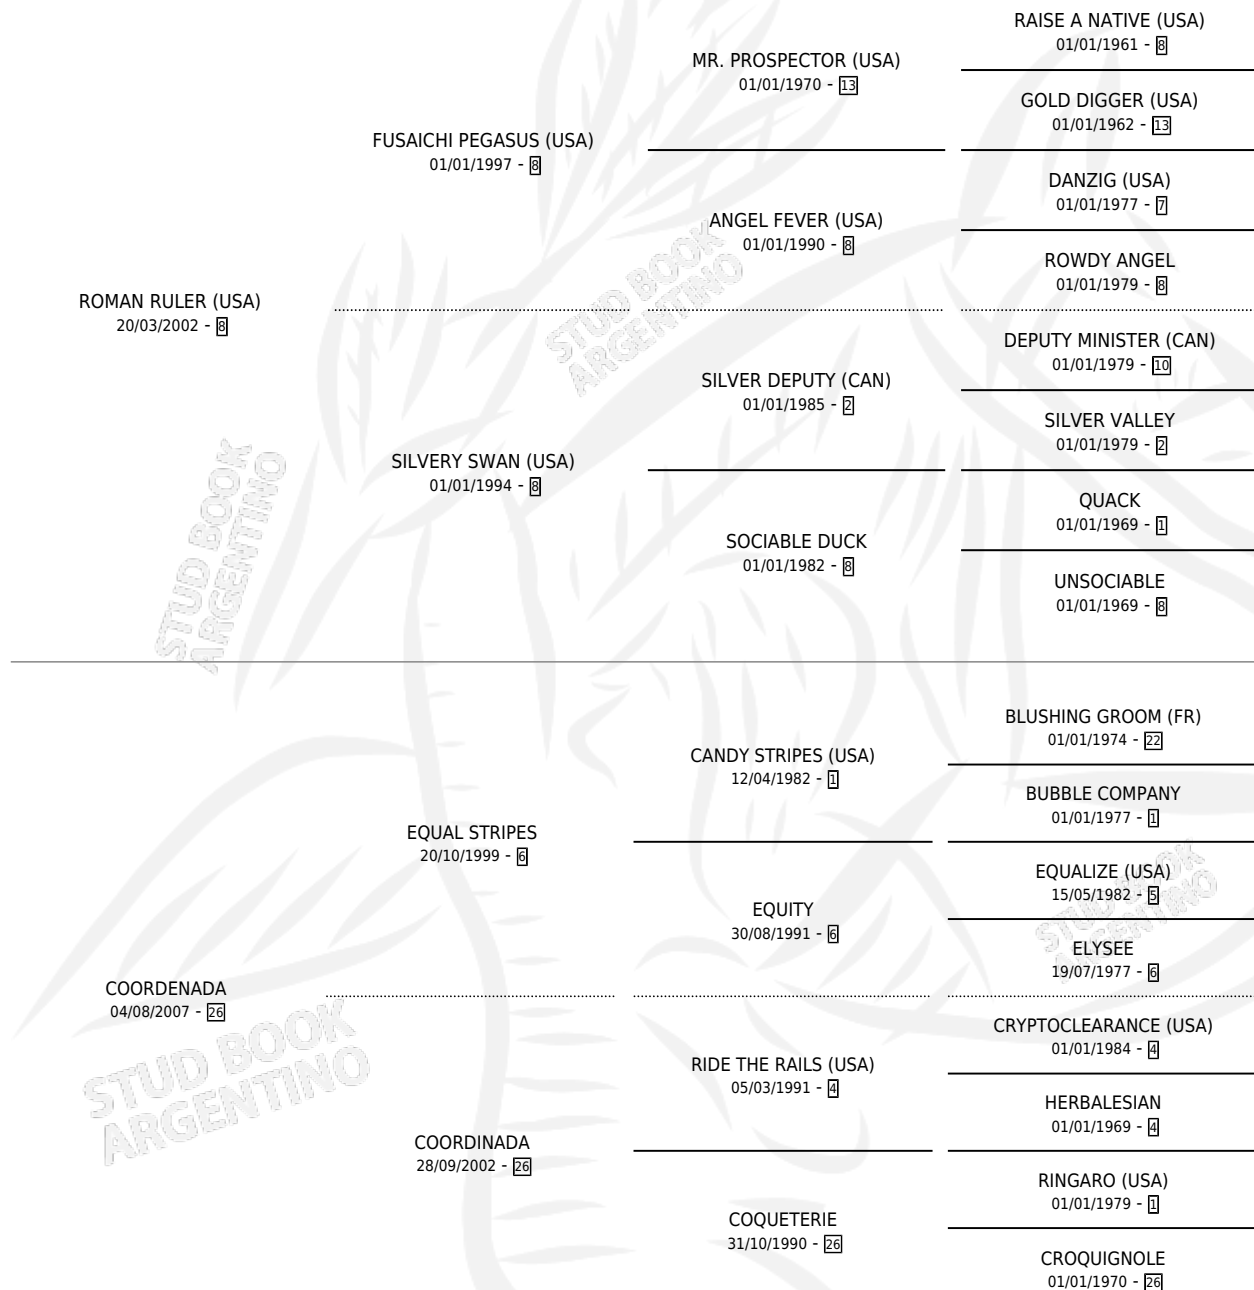 RAISE A NATIVE (USA)
01/01/1961 - 8
MR. PROSPECTOR (USA)
01/01/1970 - 13
GOLD DIGGER (USA)
01/01/1962 - 13
FUSAICHI PEGASUS (USA)
01/01/1997 - 8
DANZIG (USA)
01/01/1977 - 7
ANGEL FEVER (USA)
01/01/1990 - 8
ROWDY ANGEL
01/01/1979 - 8
ROMAN RULER (USA)
20/03/2002 - 8
DEPUTY MINISTER (CAN)
01/01/1979 - 10
SILVER DEPUTY (CAN)
01/01/1985 - 2
SILVER VALLEY
01/01/1979 - 2
SILVERY SWAN (USA)
01/01/1994 - 8
QUACK
01/01/1969 - 1
SOCIABLE DUCK
01/01/1982 - 8
UNSOCIABLE
01/01/1969 - 8
BLUSHING GROOM (FR)
01/01/1974 - 22
CANDY STRIPES (USA)
12/04/1982 - 1
BUBBLE COMPANY
01/01/1977 - 1
EQUAL STRIPES
20/10/1999 - 6
EQUALIZE (USA)
15/05/1982 - 5
EQUITY
30/08/1991 - 6
ELYSEE
19/07/1977 - 6
COORDENADA
04/08/2007 - 26
CRYPTOCLEARANCE (USA)
01/01/1984 - 4
RIDE THE RAILS (USA)
05/03/1991 - 4
HERBALESIAN
01/01/1969 - 4
COORDINADA
28/09/2002 - 26
RINGARO (USA)
01/01/1979 - 1
COQUETERIE
31/10/1990 - 26
CROQUIGNOLE
01/01/1970 - 26
STUD BOOK
ARGENTINO
STUD BOOK
ARGENTINO
STUD BOOK
ARGENTINO
STUD BOOK
ARGENTINO